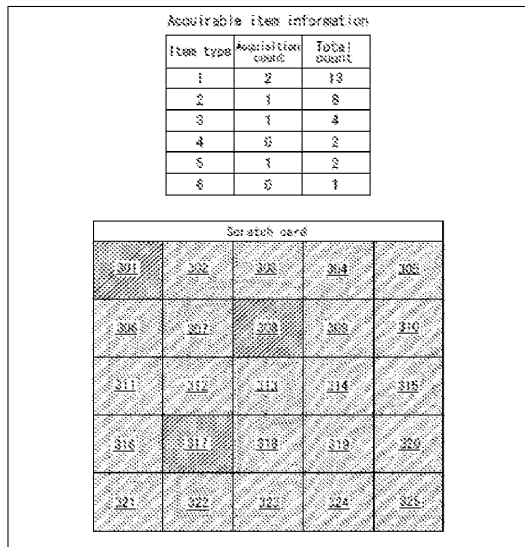 Acquirable item information
Item type Acquisition count Total count
1 2 13
2 1
3 1 4
4 0 2
5 1 2
6 0 1
Scratch card
301 302 303 304 305
306 307 308 309 310
311 312 313 314 315
316 317 318 319 320
321 322 323 324 325